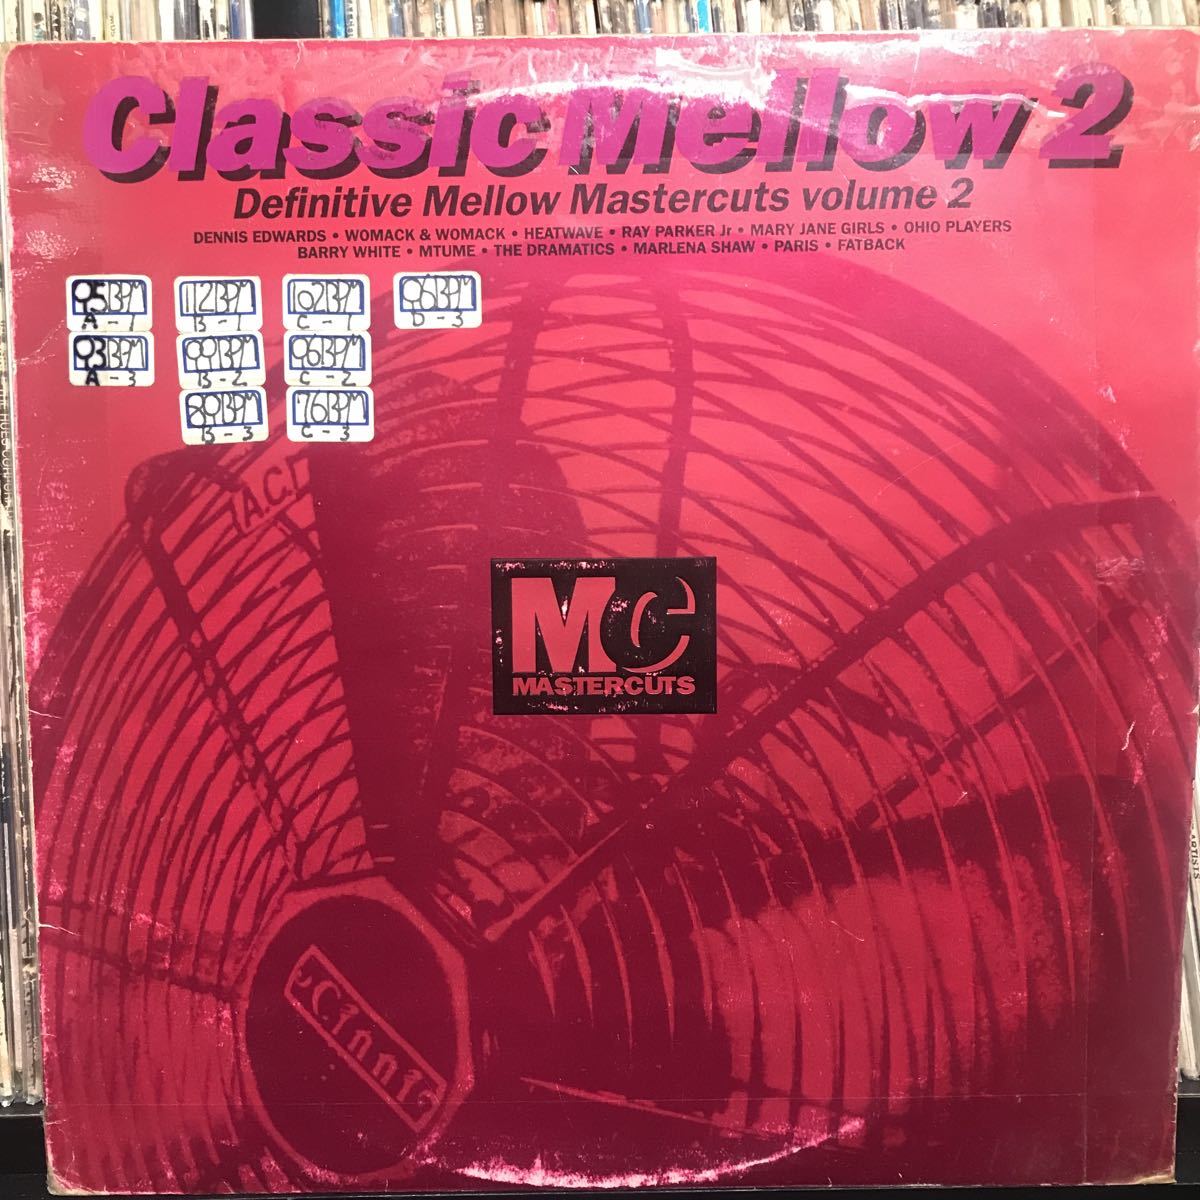 Classic Mellow 2
Definitive Mellow Mastercuts volume 2
DENNIS EDWARDS • WOMACK & WOMACK • HEATWAVE • RAY PARKER Jr • MARY JANE GIRLS • OHIO PLAYERS
BARRY WHITE • MTUME • THE DRAMATICS • MARLENA SHAW • PARIS • FATBACK
95BPM
A-1
112BPM
B-1
102BPM
C-1
96BPM
D-3
93BPM
A-3
99BPM
B-2
96BPM
C-2
89BPM
B-3
76BPM
C-3
A.C.
Mc
MASTERCUTS
Cinni
ARTISTS